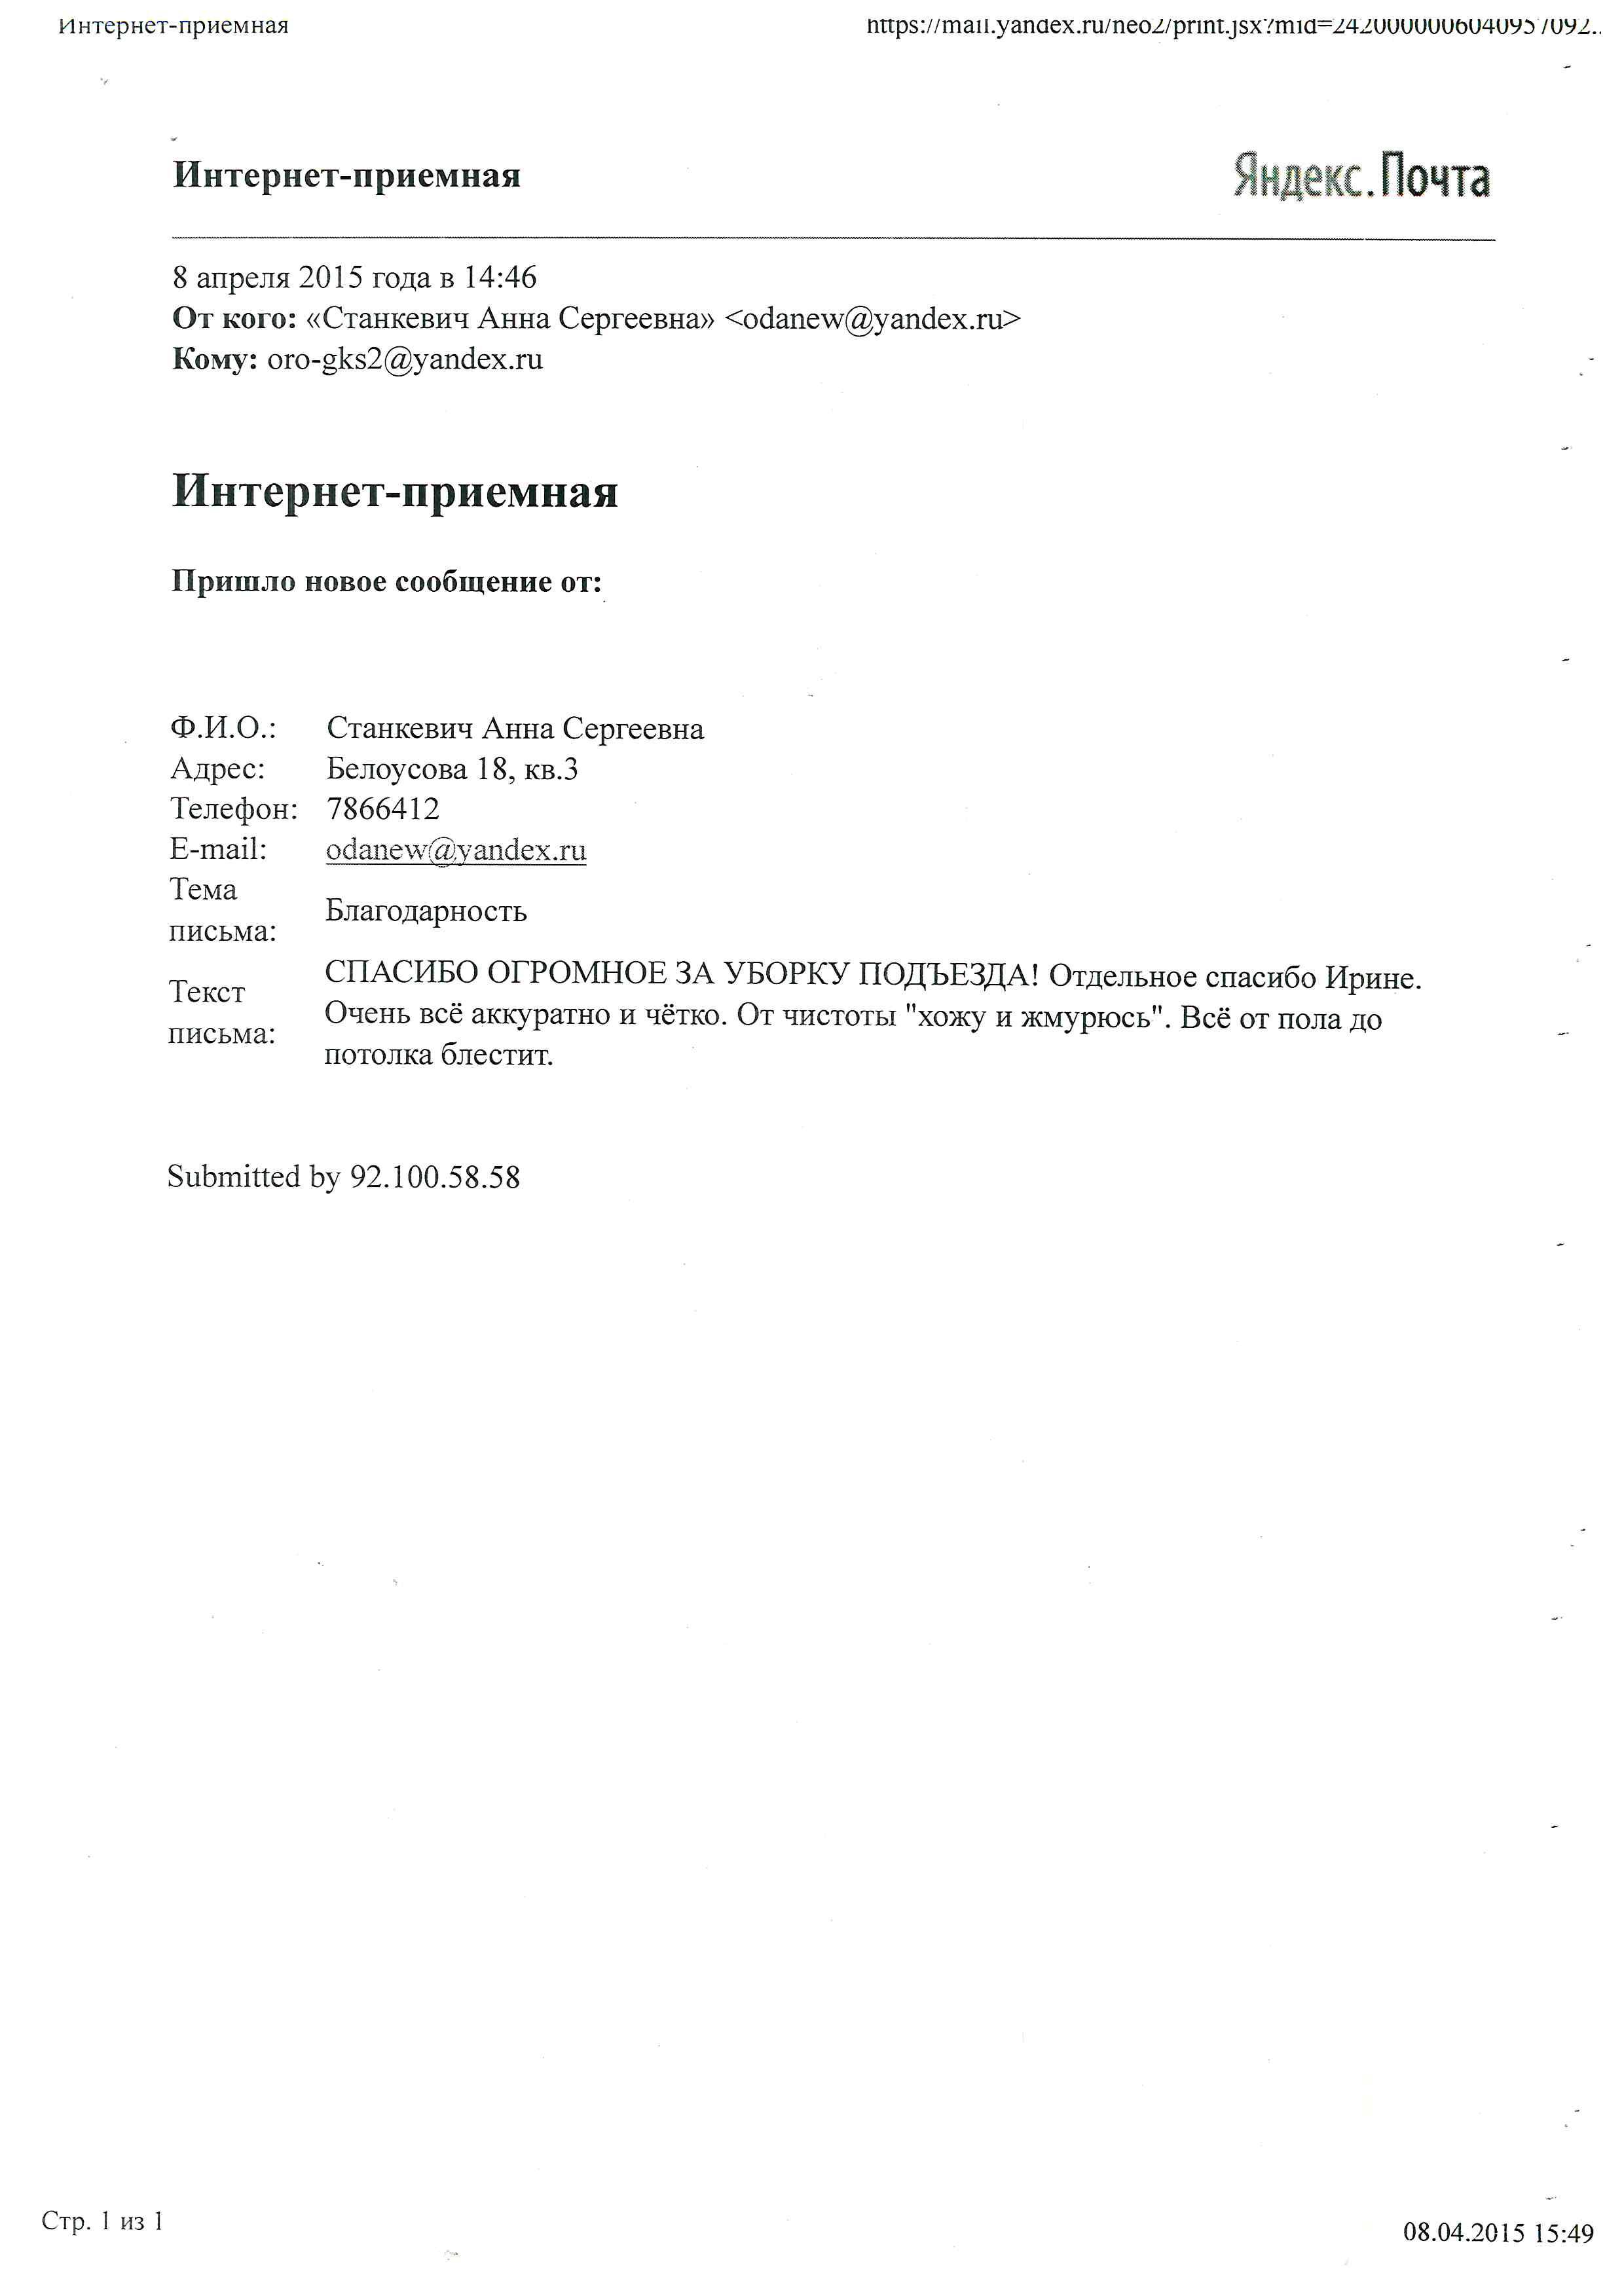 Интернет-приемная
https://mail.yandex.ru/neo2/print.jsx?mid=2420000006040957092..
Интернет-приемная
Яндекс.Почта
8 апреля 2015 года в 14:46
От кого: «Станкевич Анна Сергеевна» <odanew@yandex.ru>
Кому: oro-gks2@yandex.ru
Интернет-приемная
Пришло новое сообщение от:
Ф.И.О.: Станкевич Анна Сергеевна
Адрес: Белоусова 18, кв.3
Телефон: 7866412
E-mail: odanew@yandex.ru
Тема
письма:
Благодарность
Текст
письма:
СПАСИБО ОГРОМНОЕ ЗА УБОРКУ ПОДЪЕЗДА! Отдельное спасибо Ирине.
Очень всё аккуратно и чётко. От чистоты "хожу и жмурюсь". Всё от пола до
потолка блестит.
Submitted by 92.100.58.58
Стр. 1 из 1
08.04.2015 15:49